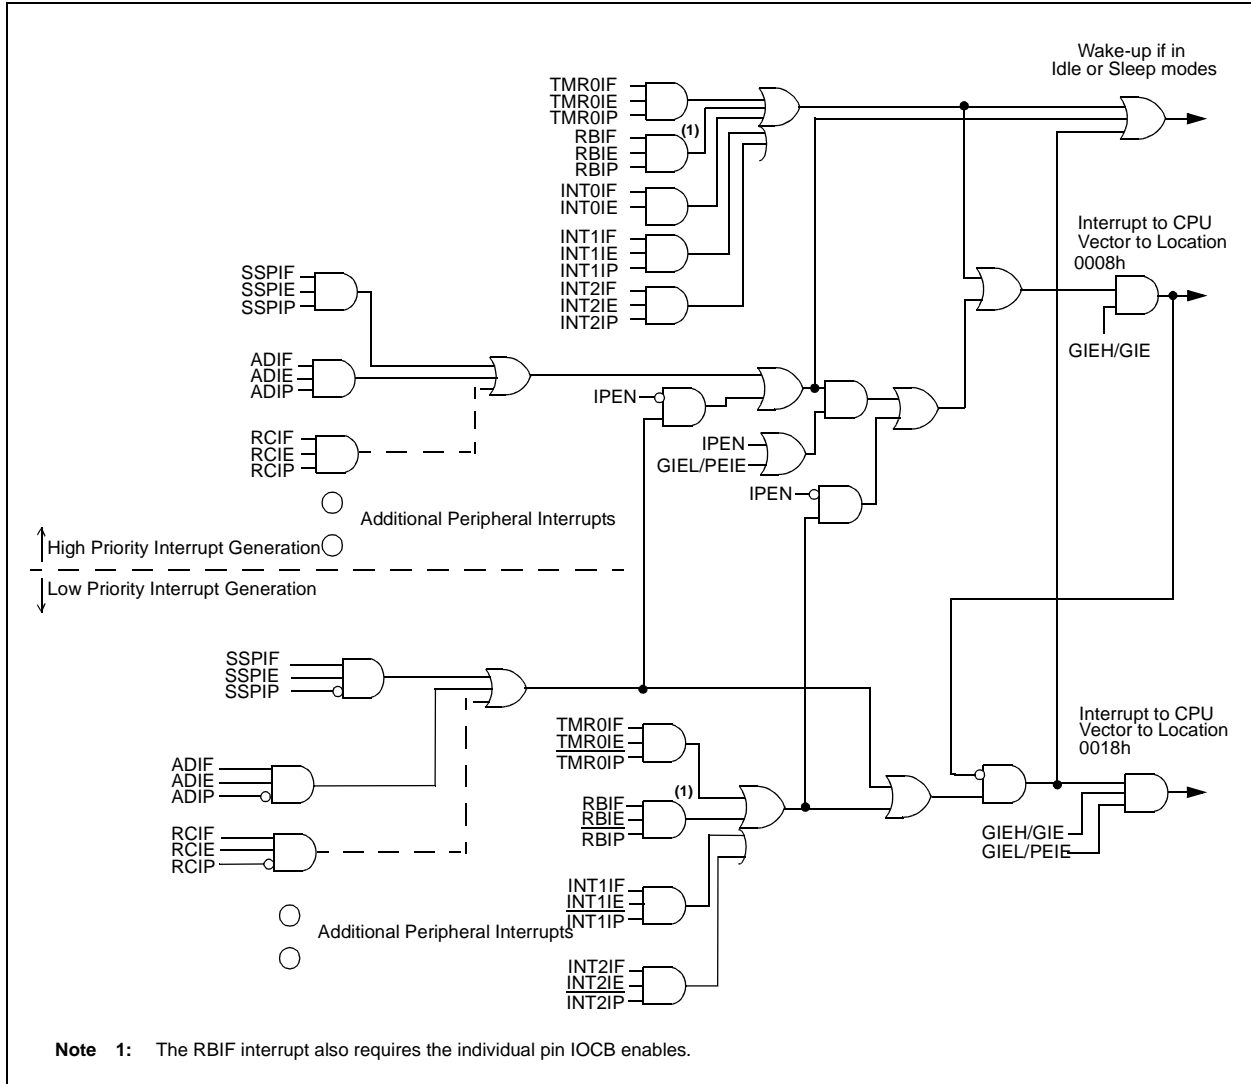 Wake-up if in
Idle or Sleep modes
TMR0IF
TMR0IE
TMR0IP
(1)
RBIF
RBIE
RBIP
INT0IF
INT0IE
INT1IF
INT1IE
INT1IP
INT2IF
INT2IE
INT2IP
Interrupt to CPU
Vector to Location
0008h
GIEH/GIE
SSPIF
SSPIE
SSPIP
ADIF
ADIE
ADIP
RCIF
RCIE
RCIP
IPEN
IPEN
GIEL/PEIE
IPEN
Additional Peripheral Interrupts
High Priority Interrupt Generation
Low Priority Interrupt Generation
SSPIF
SSPIE
SSPIP
ADIF
ADIE
ADIP
RCIF
RCIE
RCIP
Additional Peripheral Interrupts
TMR0IF
TMR0IE
TMR0IP
(1)
RBIF
RBIE
RBIP
INT1IF
INT1IE
INT1IP
INT2IF
INT2IE
INT2IP
Interrupt to CPU
Vector to Location
0018h
GIEH/GIE
GIEL/PEIE
Note 1: The RBIF interrupt also requires the individual pin IOCB enables.